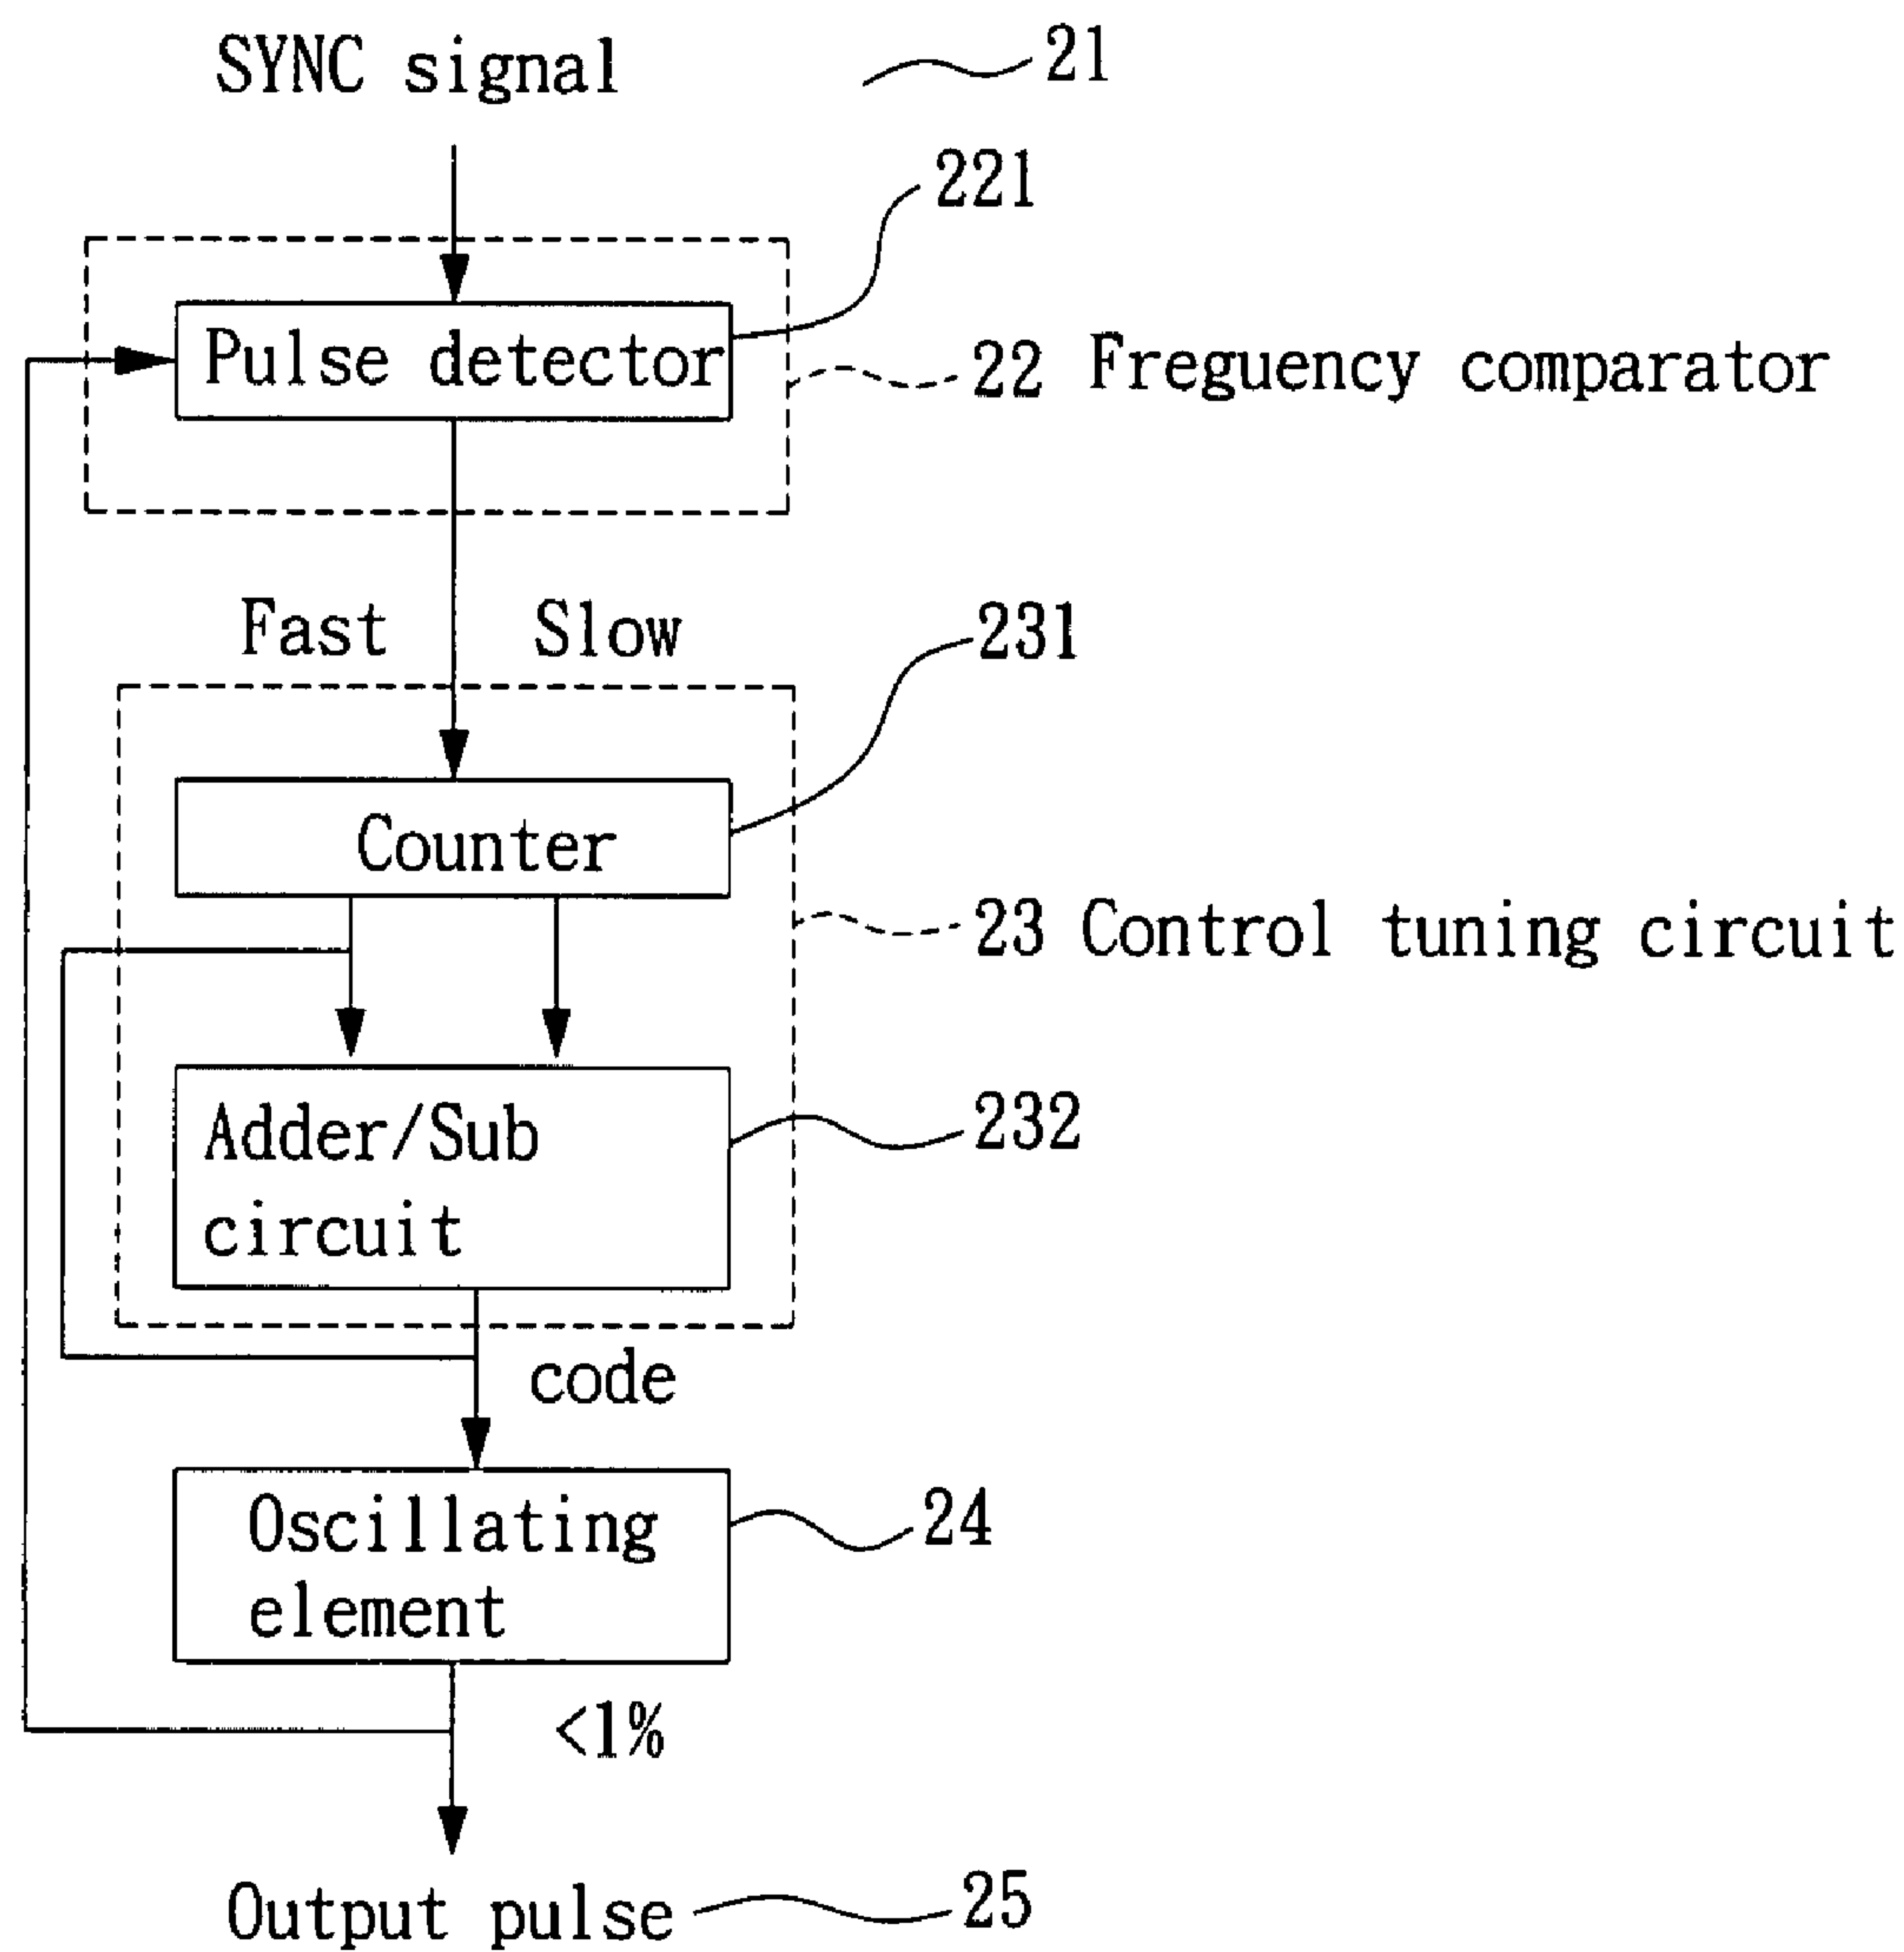 SYNC signal
21
221
Pulse detector
22 Freguency comparator
Fast Slow
231
Counter
23 Control tuning circuit
Adder/Sub
circuit
232
code
Oscillating
element
24
<1%
Output pulse
25